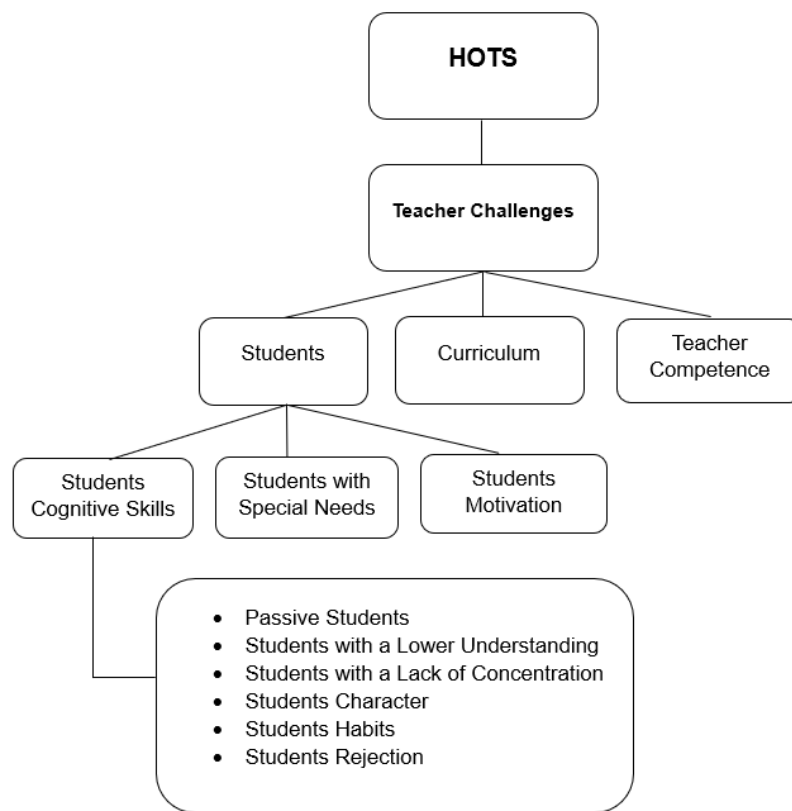 HOTS
Teacher Challenges
Students
Curriculum
Teacher
Competence
Students
Cognitive Skills
Students with
Special Needs
Students
Motivation
• Passive Students
• Students with a Lower Understanding
• Students with a Lack of Concentration
• Students Character
• Students Habits
• Students Rejection